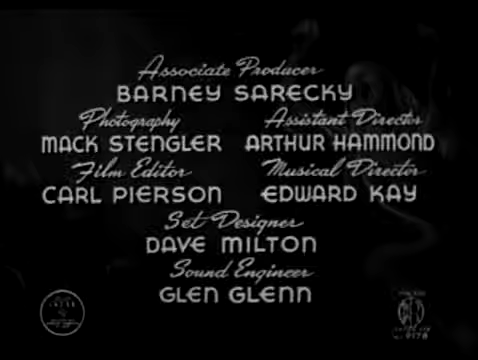 Associate Producer
BARNEY SARECKY
Photography
MACK STENGLER
Assistant Director
ARTHUR HAMMOND
Film Editor
CARL PIERSON
Musical Director
EDWARD KAY
Set Designer
DAVE MILTON
Sound Engineer
GLEN GLENN